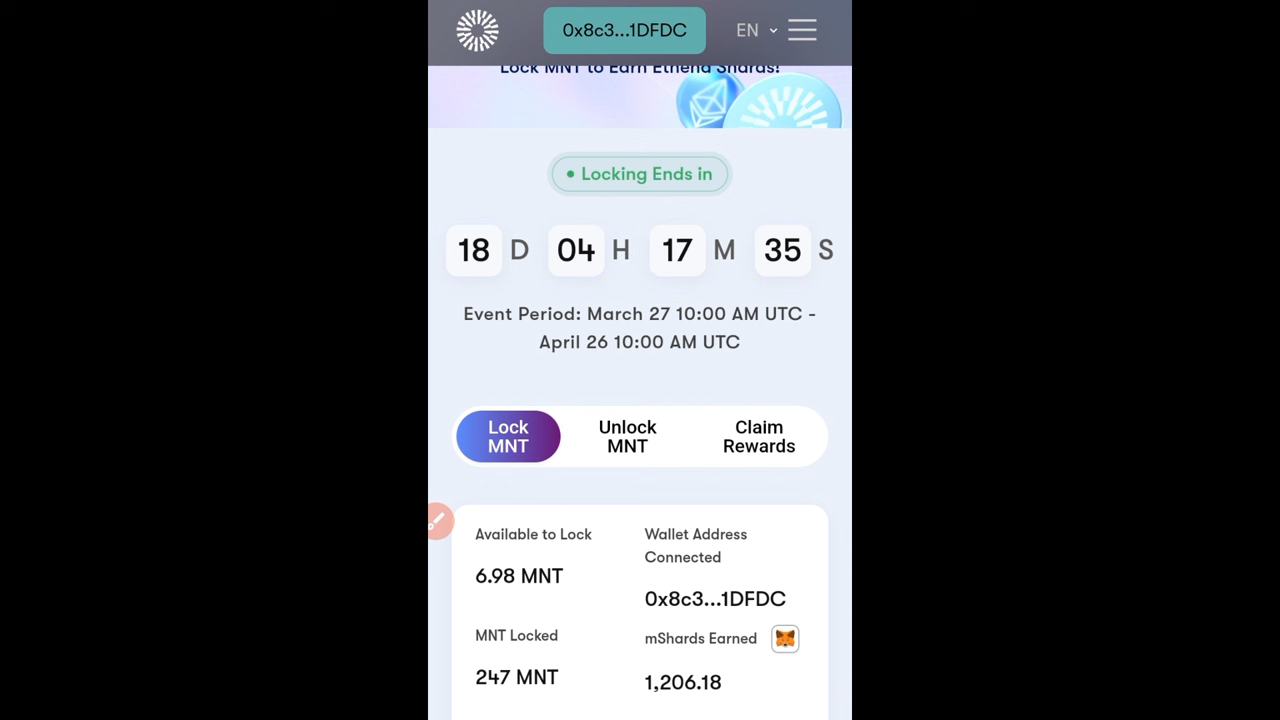 0x8c3...1DFDC EN
Lock MNT to Earn Ethena Shards!
Locking Ends in
18 D 04 H 17 M 35 S
Event Period: March 27 10:00 AM UTC -
April 26 10:00 AM UTC
Lock
MNT
Unlock
MNT
Claim
Rewards
Available to Lock
6.98 MNT
Wallet Address
Connected
0x8c3...1DFDC
MNT Locked
247 MNT
mShards Earned
1,206.18